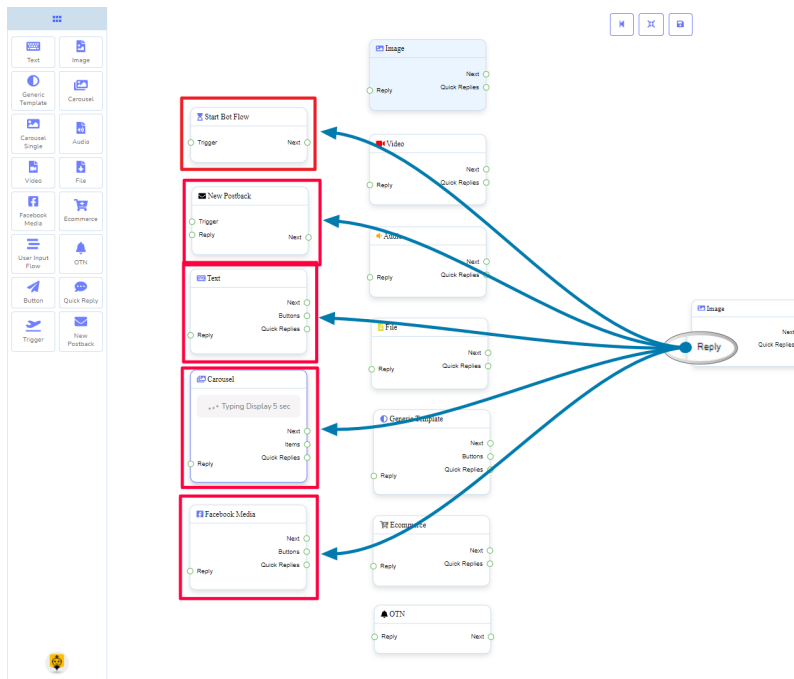 Text
Image
Generic
Template
Carousel
Carousel
Single
Audio
Video
File
Facebook
Media
Ecommerce
User Input
Flow
OTN
Button
Quick Reply
Trigger
New
Postback
Start Bot Flow
Trigger
Next
New Postback
Trigger
Reply
Next
Text
Next
Buttons
Quick Replies
Reply
Carousel
Typing Display 5 sec
Next
Items
Quick Replies
Reply
Facebook Media
Next
Buttons
Quick Replies
Reply
Image
Next
Quick Replies
Reply
Video
Next
Quick Replies
Reply
Audio
Next
Quick Replies
Reply
File
Next
Quick Replies
Reply
Generic Template
Next
Buttons
Quick Replies
Reply
Ecommerce
Next
Quick Replies
Reply
OTN
Reply
Next
Image
Next
Reply
Quick Replies